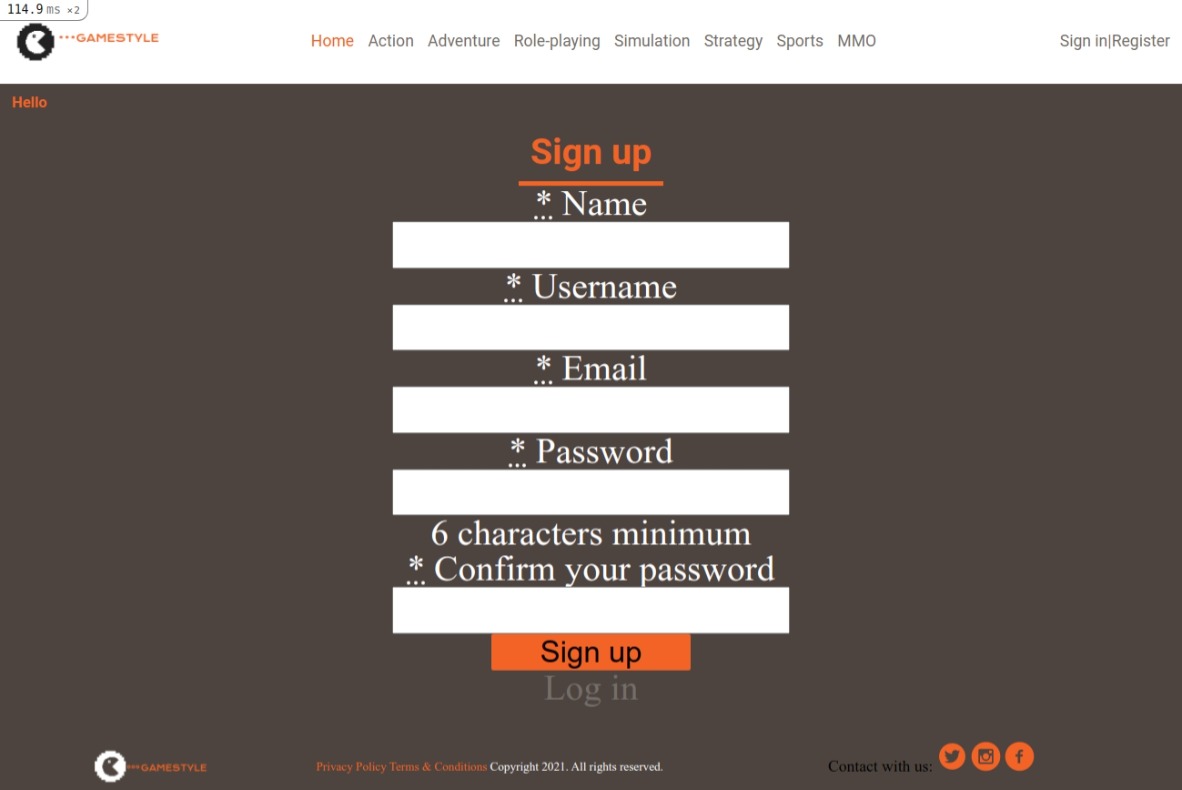 114.9 ms ×2
GAMESTYLE
Home Action Adventure Role-playing Simulation Strategy Sports MMO
Sign in|Register
Hello
Sign up
* Name
* Username
* Email
* Password
6 characters minimum
* Confirm your password
Sign up
Log in
GAMESTYLE
Privacy Policy Terms & Conditions Copyright 2021. All rights reserved.
Contact with us: